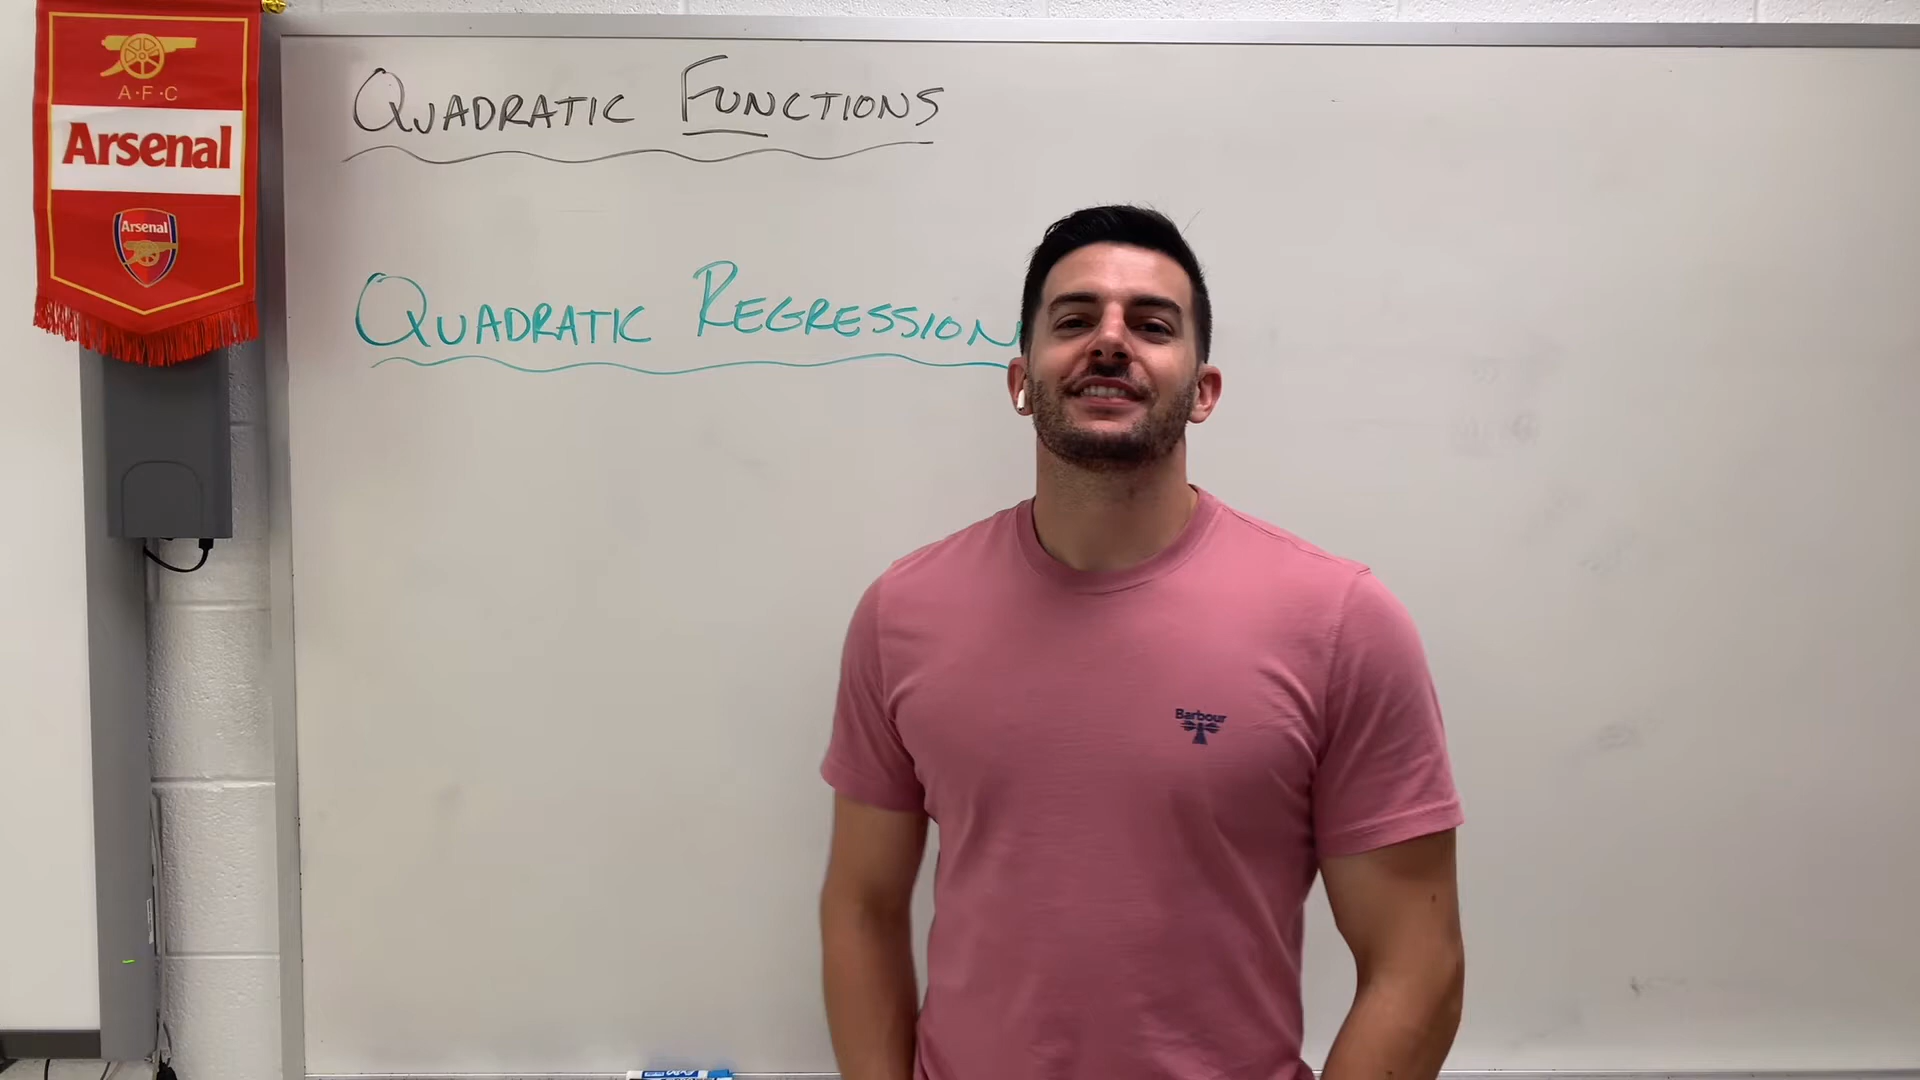 A·F·C
Arsenal
Arsenal
QUADRATIC FUNCTIONS
QUADRATIC REGRESSION
Barbour